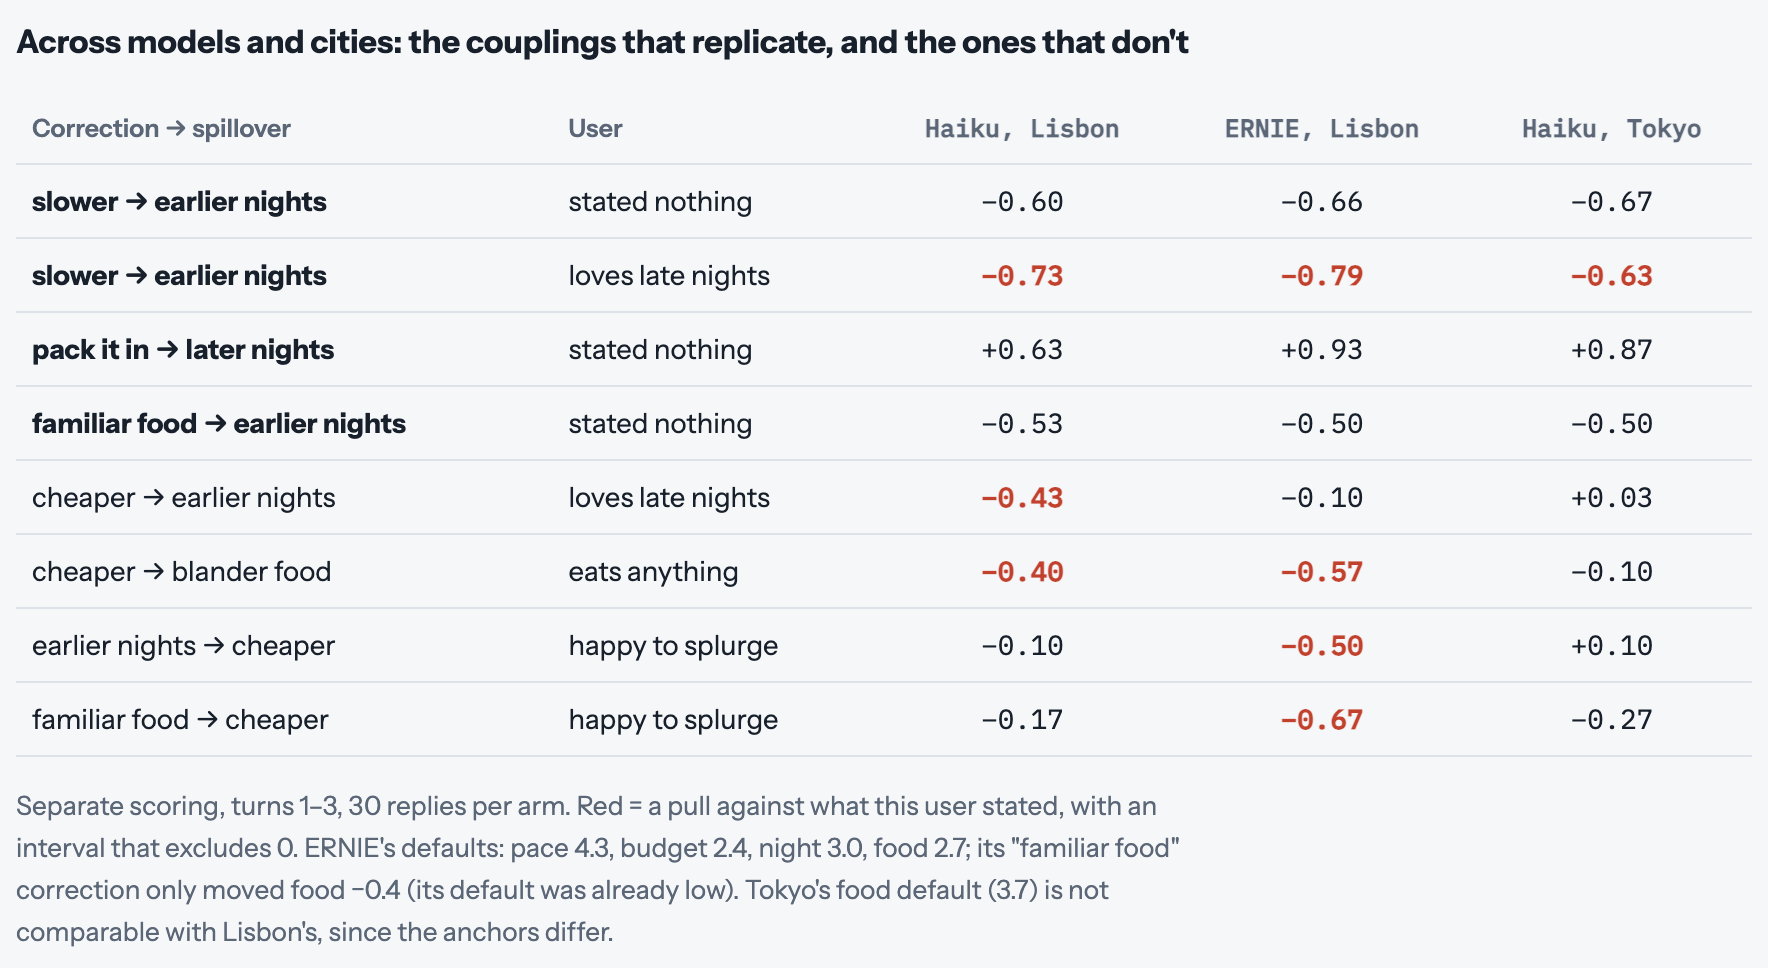 Across models and cities: the couplings that replicate, and the ones that don't
Correction → spillover User Haiku, Lisbon ERNIE, Lisbon Haiku, Tokyo
slower → earlier nights stated nothing −0.60 −0.66 −0.67
slower → earlier nights loves late nights −0.73 −0.79 −0.63
pack it in → later nights stated nothing +0.63 +0.93 +0.87
familiar food → earlier nights stated nothing −0.53 −0.50 −0.50
cheaper → earlier nights loves late nights −0.43 −0.10 +0.03
cheaper → blander food eats anything −0.40 −0.57 −0.10
earlier nights → cheaper happy to splurge −0.10 −0.50 +0.10
familiar food → cheaper happy to splurge −0.17 −0.67 −0.27
Separate scoring, turns 1–3, 30 replies per arm. Red = a pull against what this user stated, with an
interval that excludes 0. ERNIE's defaults: pace 4.3, budget 2.4, night 3.0, food 2.7; its "familiar food"
correction only moved food −0.4 (its default was already low). Tokyo's food default (3.7) is not
comparable with Lisbon's, since the anchors differ.